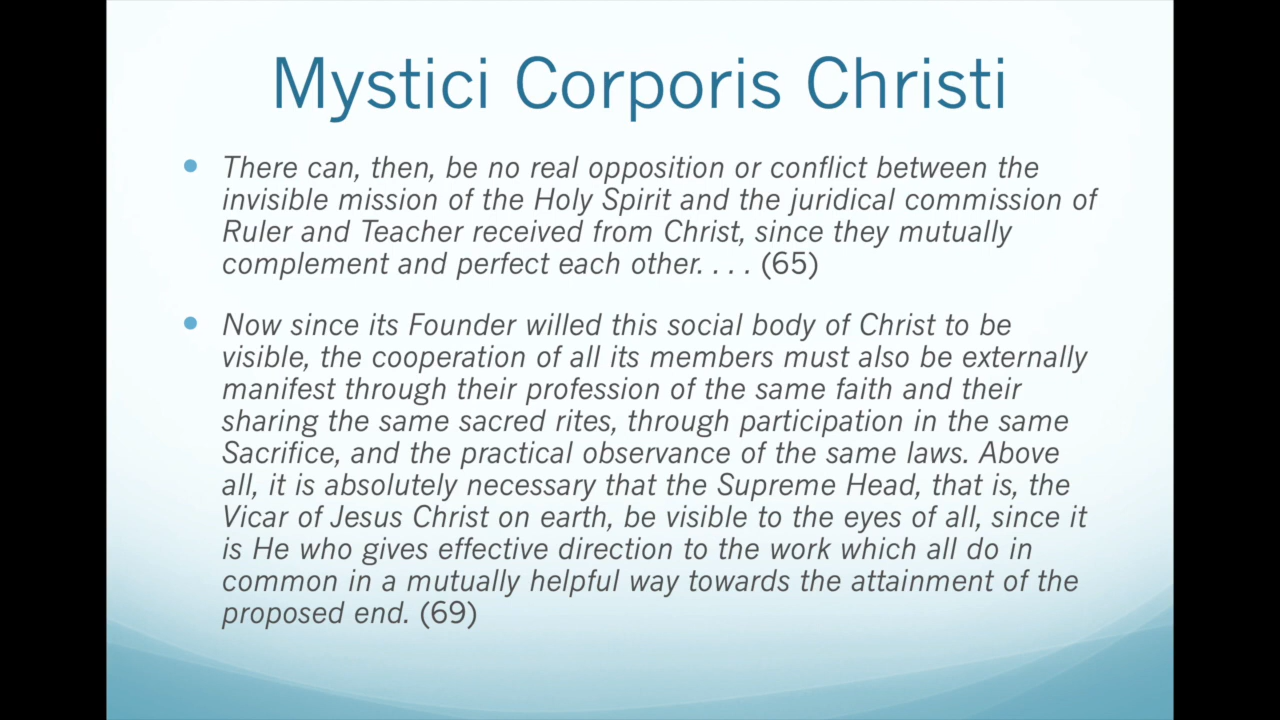 Mystici Corporis Christi
• There can, then, be no real opposition or conflict between the
invisible mission of the Holy Spirit and the juridical commission of
Ruler and Teacher received from Christ, since they mutually
complement and perfect each other. . . . (65)
• Now since its Founder willed this social body of Christ to be
visible, the cooperation of all its members must also be externally
manifest through their profession of the same faith and their
sharing the same sacred rites, through participation in the same
Sacrifice, and the practical observance of the same laws. Above
all, it is absolutely necessary that the Supreme Head, that is, the
Vicar of Jesus Christ on earth, be visible to the eyes of all, since it
is He who gives effective direction to the work which all do in
common in a mutually helpful way towards the attainment of the
proposed end. (69)